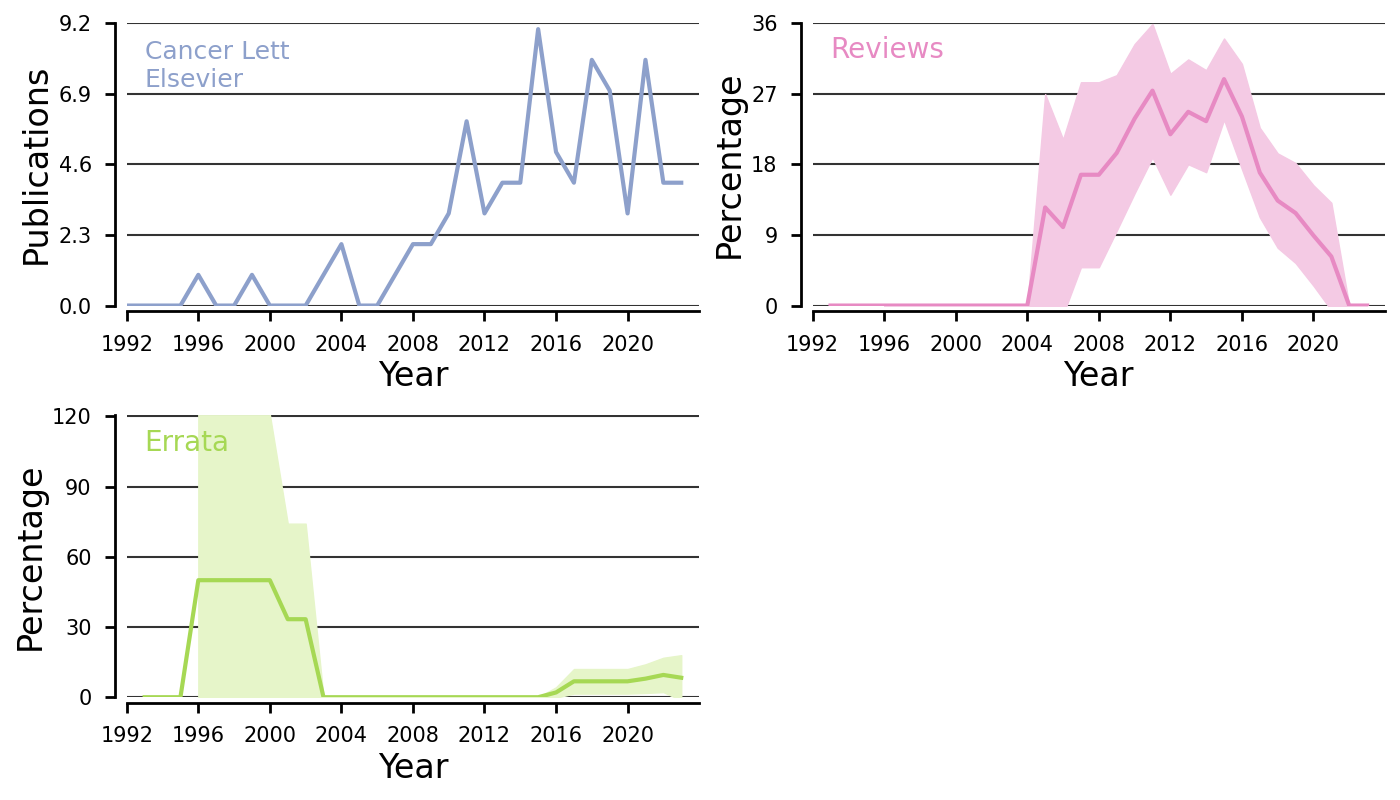 Cancer Lett
Elsevier
Publications
9.2
6.9
4.6
2.3
0.0
1992 1996 2000 2004 2008 2012 2016 2020
Year
Reviews
Percentage
36
27
18
9
0
1992 1996 2000 2004 2008 2012 2016 2020
Year
Errata
Percentage
120
90
60
30
0
1992 1996 2000 2004 2008 2012 2016 2020
Year